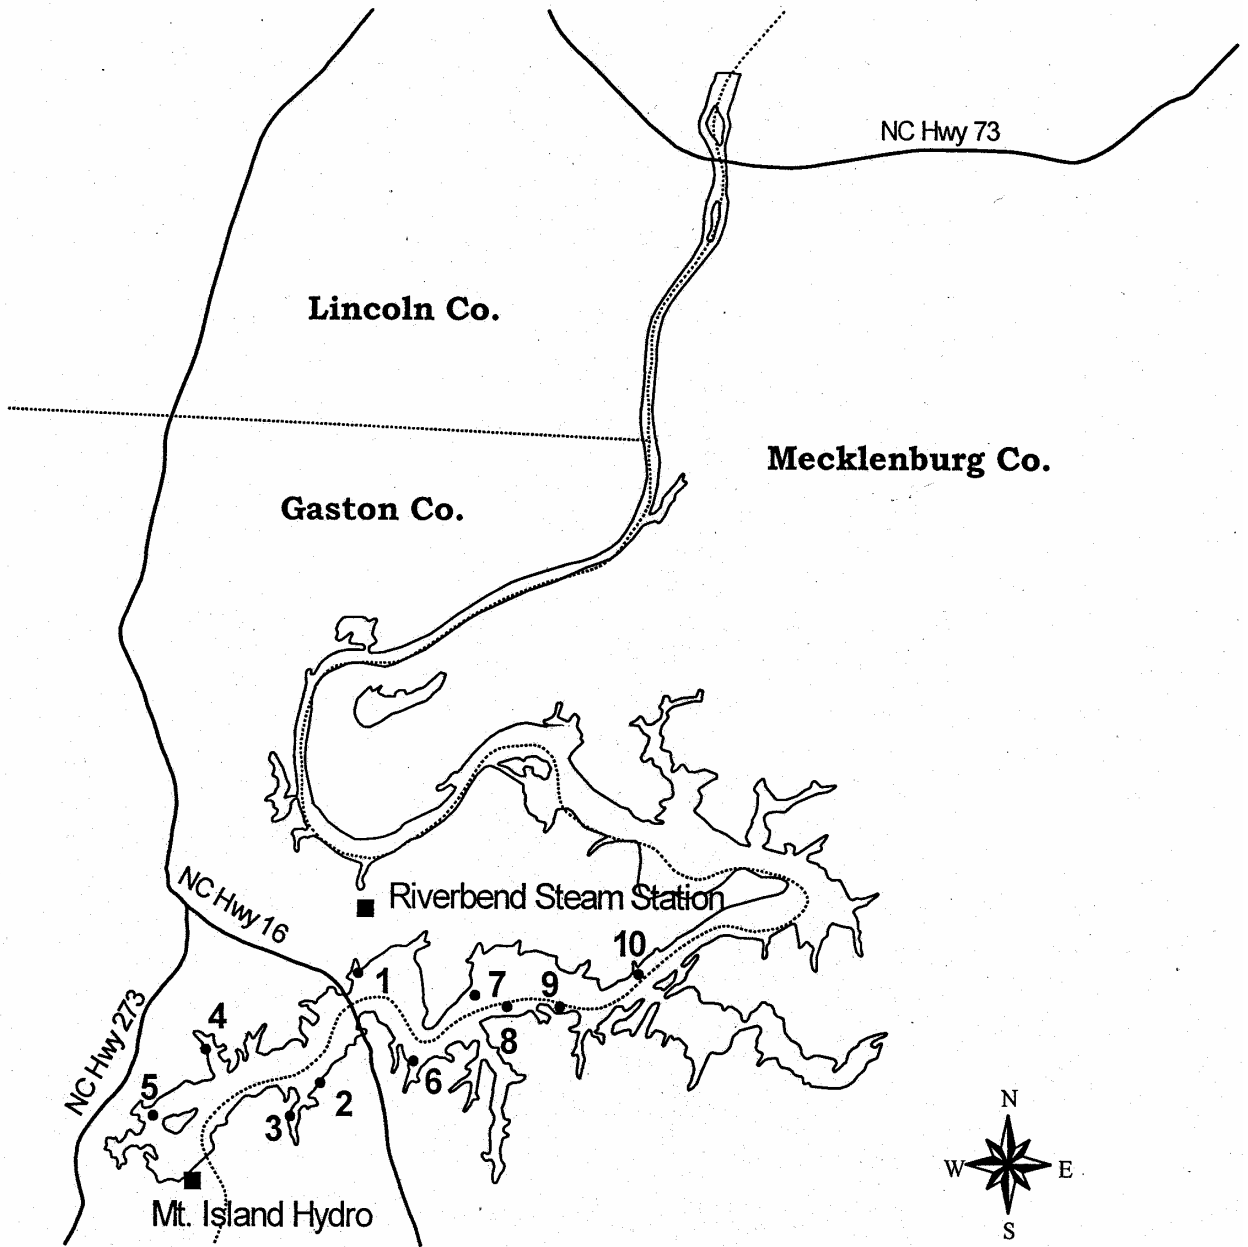 NC Hwy 73
Lincoln Co.
Mecklenburg Co.
Gaston Co.
NC Hwy 16
Riverbend Steam Station
10
1
7
9
NC Hwy 273
4
8
6
5
2
3
N
W
E
S
Mt. Island Hydro